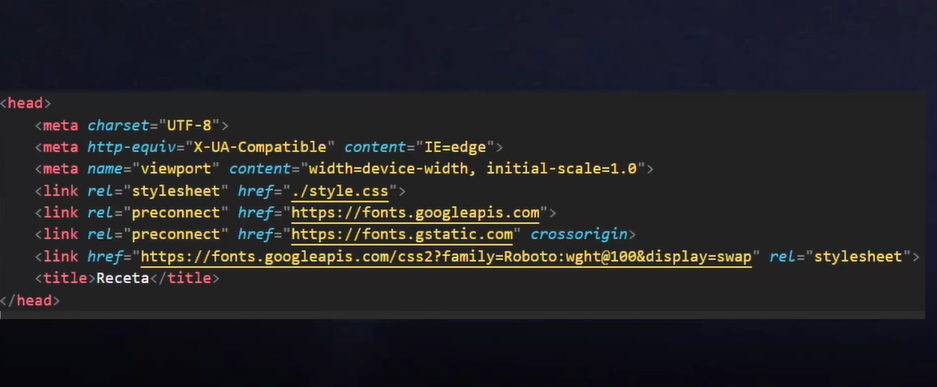 <head>
<meta charset="UTF-8">
<meta http-equiv="X-UA-Compatible" content="IE=edge">
<meta name="viewport" content="width=device-width, initial-scale=1.0">
<link rel="stylesheet" href="./style.css">
<link rel="preconnect" href="https://fonts.googleapis.com">
<link rel="preconnect" href="https://fonts.gstatic.com" crossorigin>
<link href="https://fonts.googleapis.com/css2?family=Roboto:wght@100&display=swap" rel="stylesheet">
<title>Receta</title>
</head>